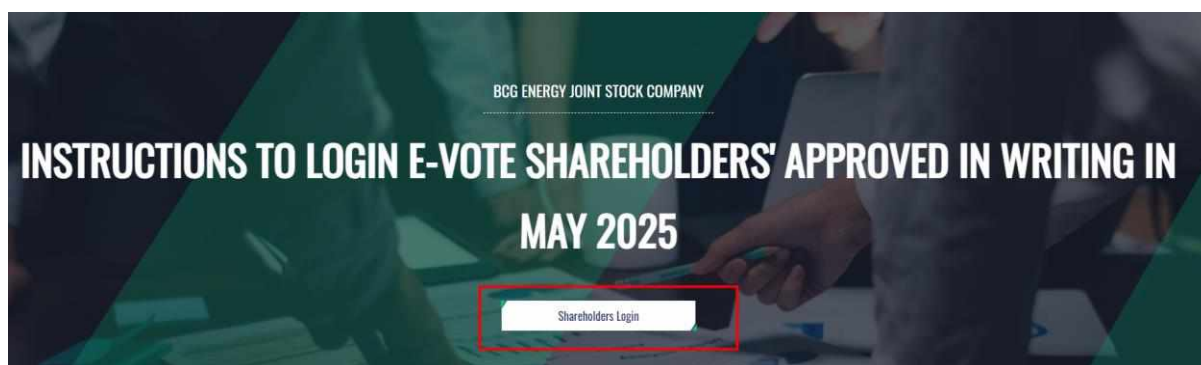 BCG ENERGY JOINT STOCK COMPANY
INSTRUCTIONS TO LOGIN E-VOTE SHAREHOLDERS' APPROVED IN WRITING IN
MAY 2025
Shareholders Login